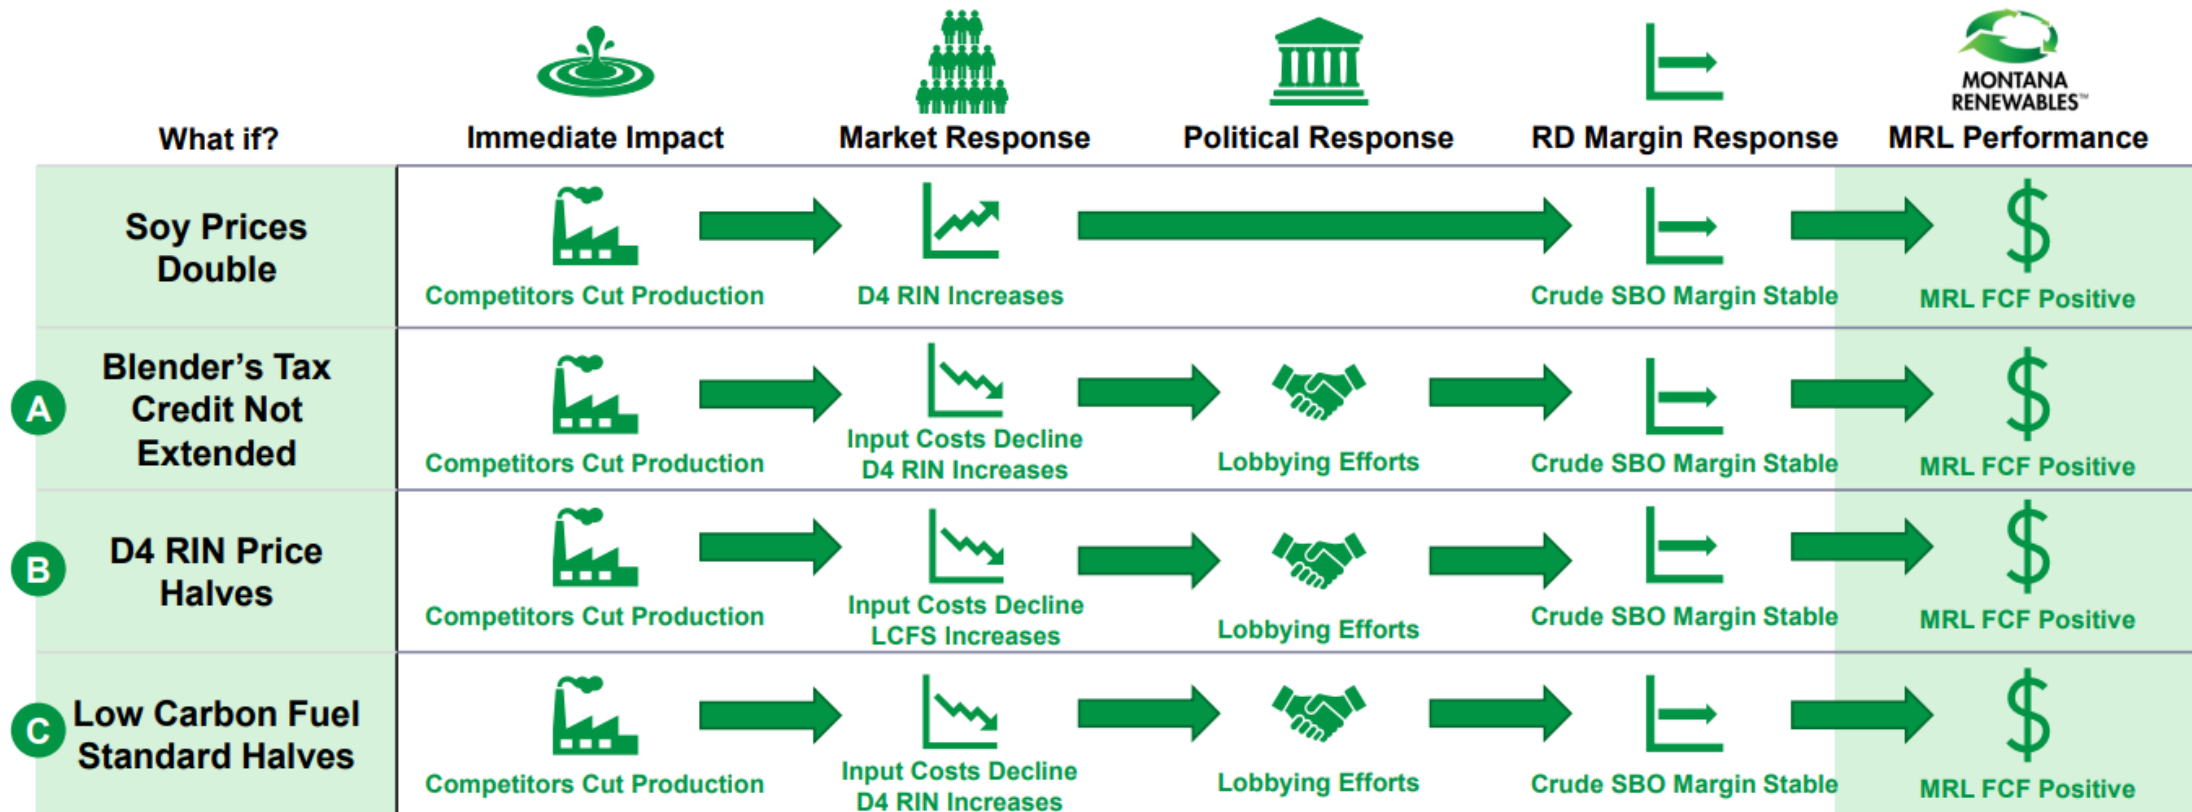 MONTANA
RENEWABLES™
What if?
Immediate Impact
Market Response
Political Response
RD Margin Response
MRL Performance
Soy Prices
Double
Competitors Cut Production
D4 RIN Increases
Crude SBO Margin Stable
MRL FCF Positive
A
Blender’s Tax
Credit Not
Extended
Competitors Cut Production
Input Costs Decline
D4 RIN Increases
Lobbying Efforts
Crude SBO Margin Stable
MRL FCF Positive
B
D4 RIN Price
Halves
Competitors Cut Production
Input Costs Decline
LCFS Increases
Lobbying Efforts
Crude SBO Margin Stable
MRL FCF Positive
C
Low Carbon Fuel
Standard Halves
Competitors Cut Production
Input Costs Decline
D4 RIN Increases
Lobbying Efforts
Crude SBO Margin Stable
MRL FCF Positive